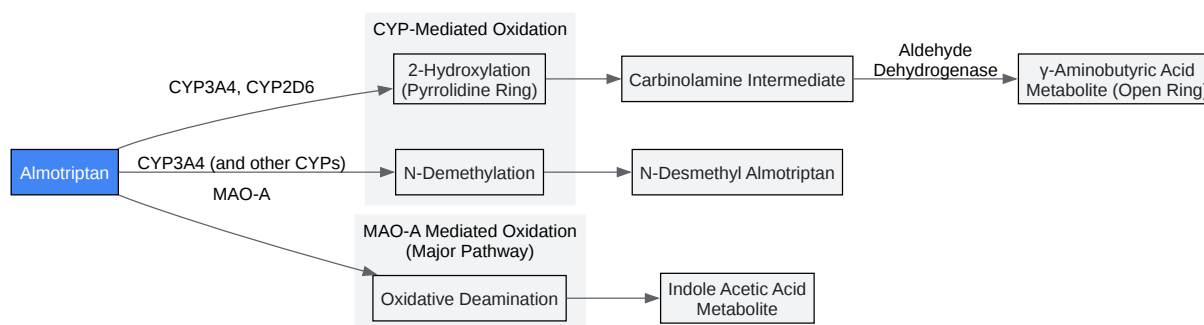 CYP-Mediated Oxidation
Aldehyde
Dehydrogenase
CYP3A4, CYP2D6
2-Hydroxylation
(Pyrrolidine Ring)
Carbinolamine Intermediate
γ-Aminobutyric Acid
Metabolite (Open Ring)
Almotriptan
CYP3A4 (and other CYPs)
N-Demethylation
N-Desmethyl Almotriptan
MAO-A
MAO-A Mediated Oxidation
(Major Pathway)
Oxidative Deamination
Indole Acetic Acid
Metabolite